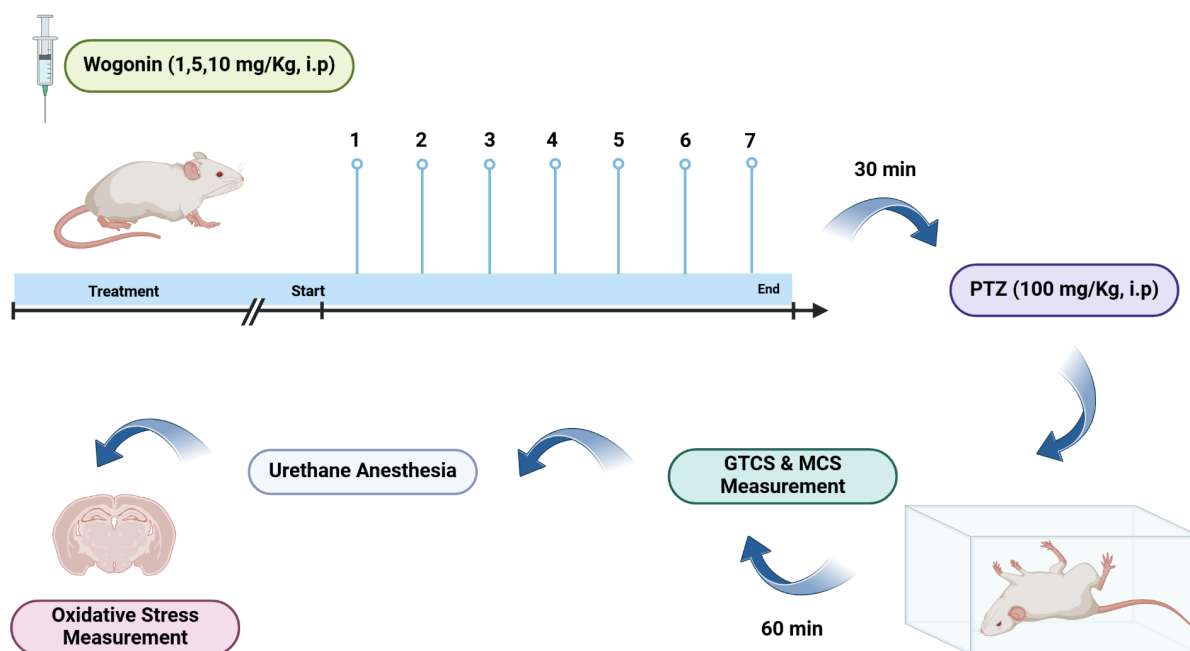 Wogonin (1,5,10 mg/Kg, i.p)
1 2 3 4 5 6 7
30 min
Treatment
Start
End
PTZ (100 mg/Kg, i.p)
GTCS & MCS
Measurement
60 min
Urethane Anesthesia
Oxidative Stress
Measurement